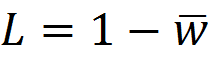 L = 1 − w̅